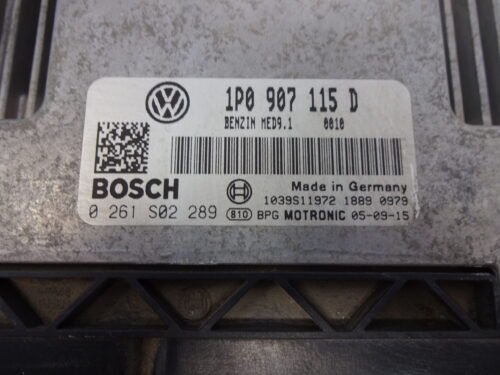 1P0 907 115 D
BENZIN MED9.1 0010
BOSCH
Made in Germany
1039S11972 1889 0979
0 261 S02 289 810 BPG MOTRONIC 05-09-15